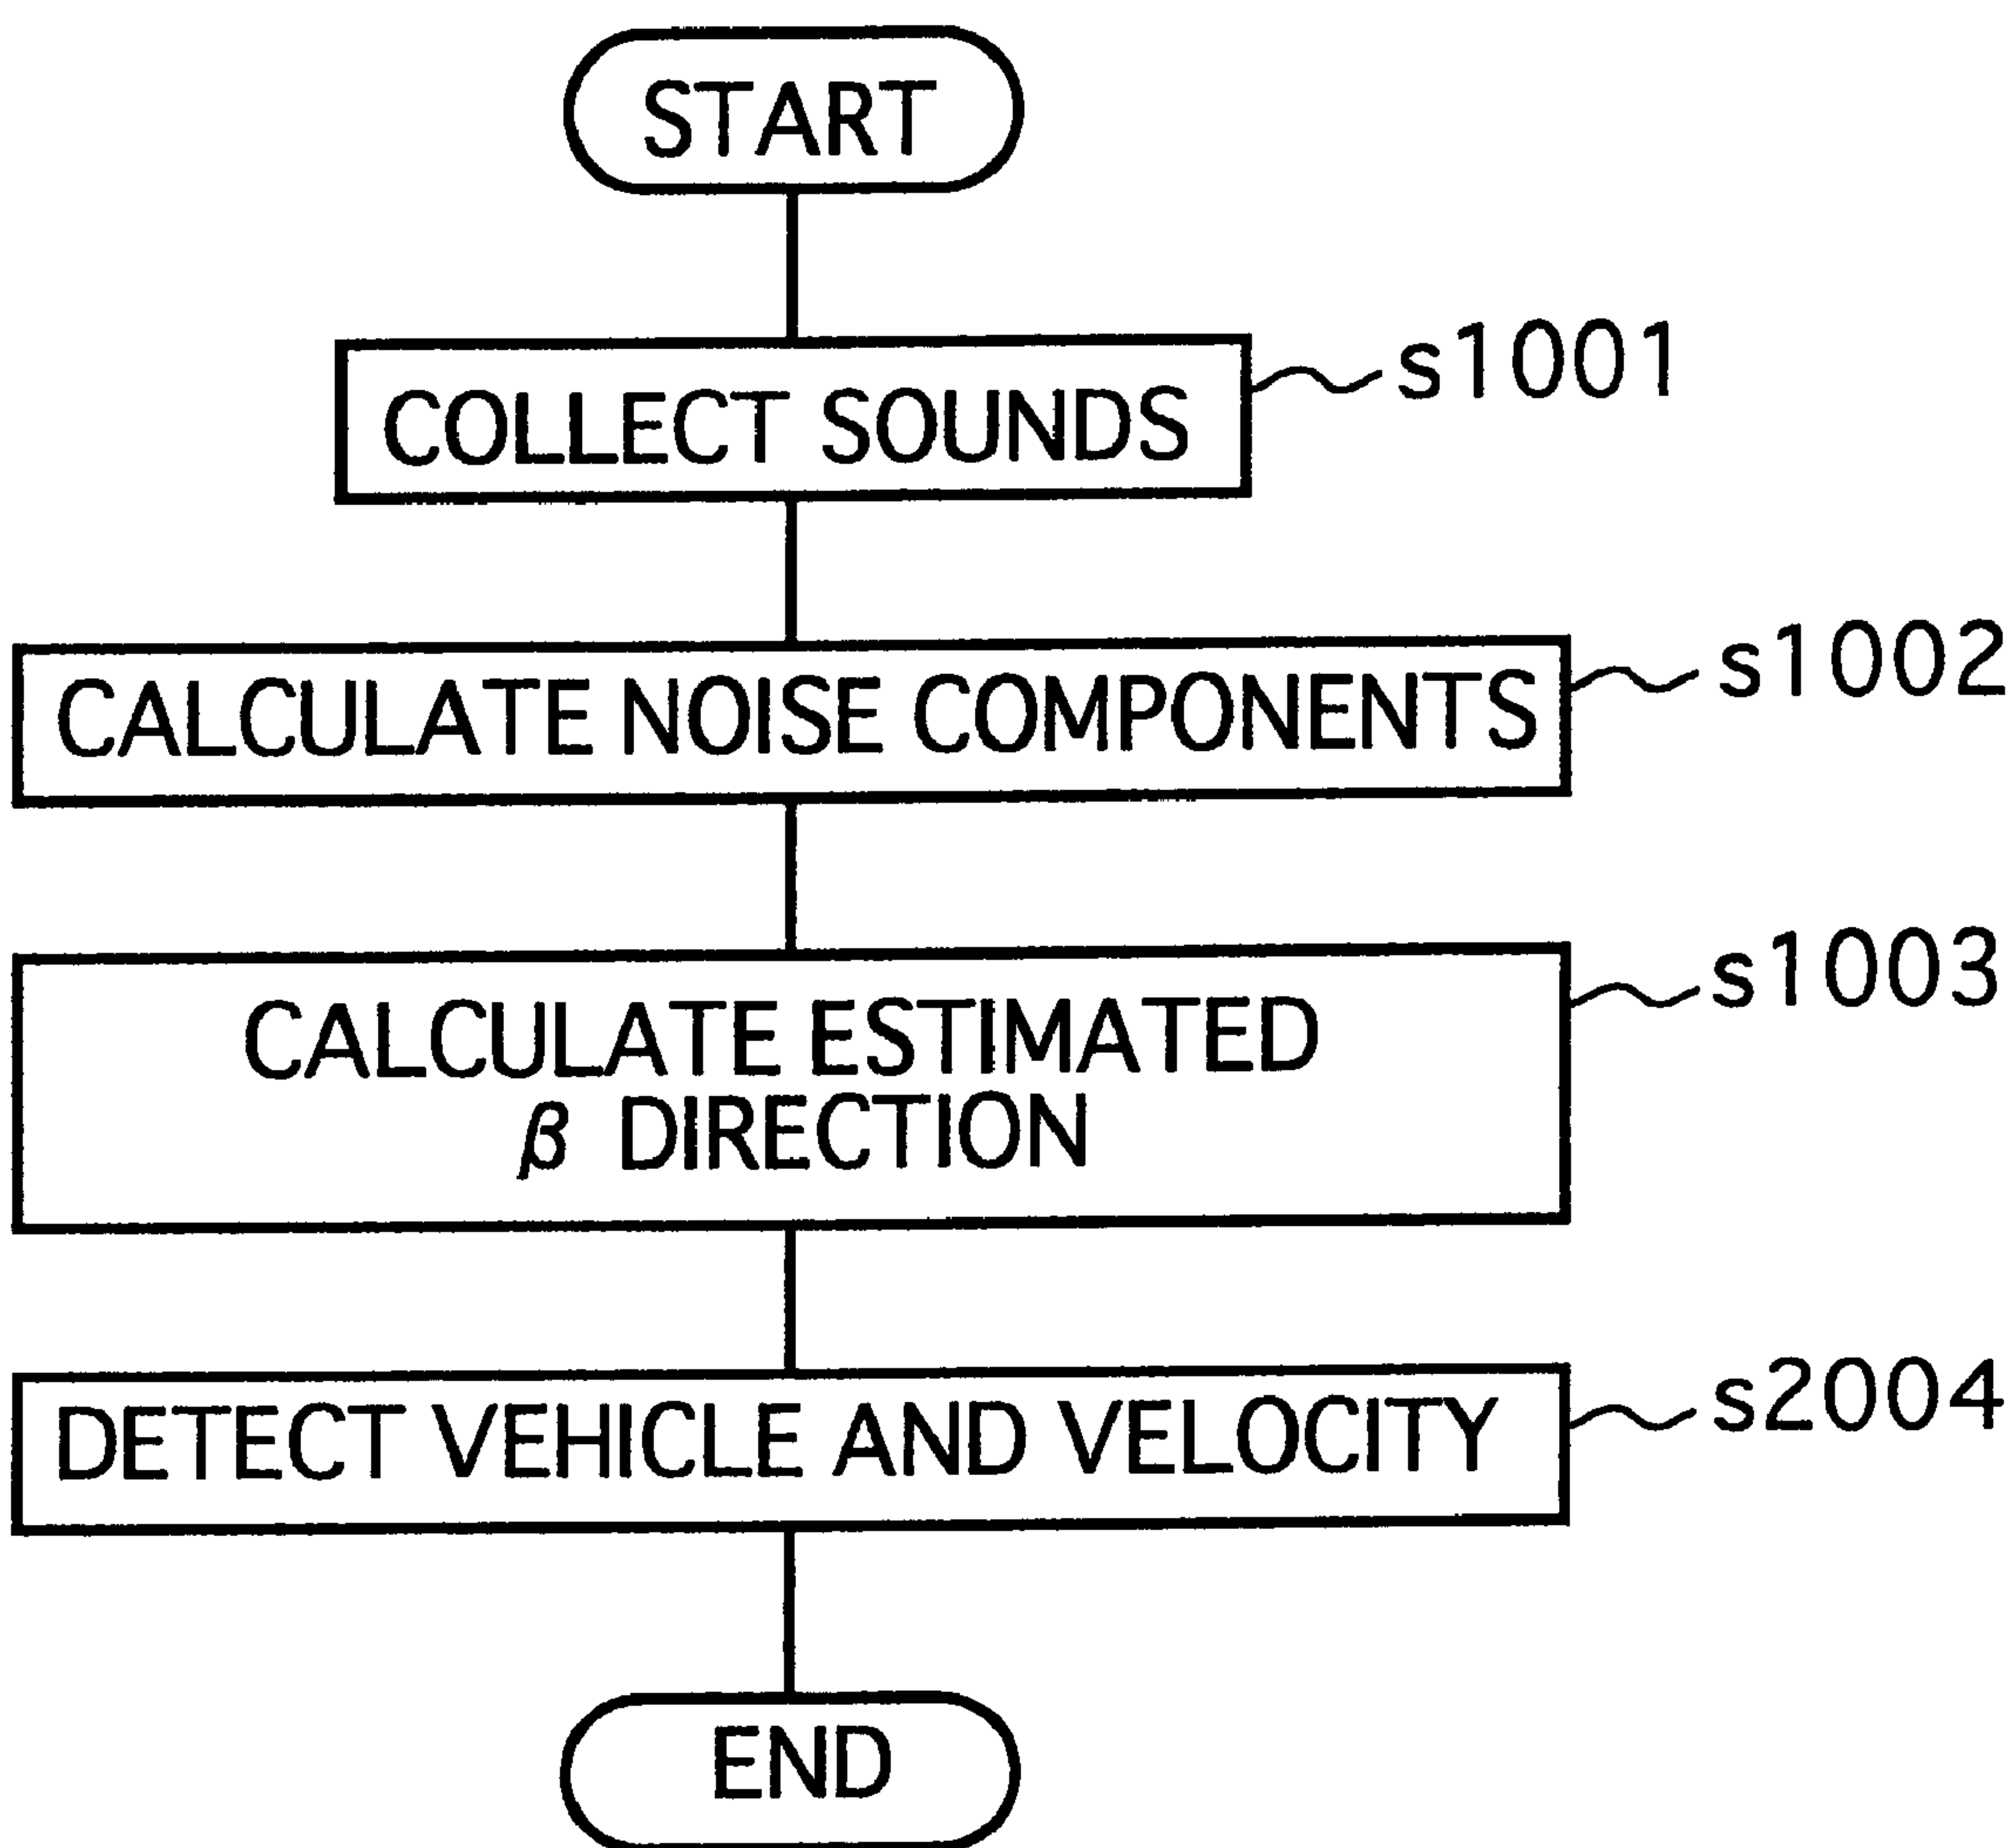 START
COLLECT SOUNDS
s1001
CALCULATE NOISE COMPONENTS
s1002
CALCULATE ESTIMATED
β DIRECTION
s1003
DETECT VEHICLE AND VELOCITY
s2004
END